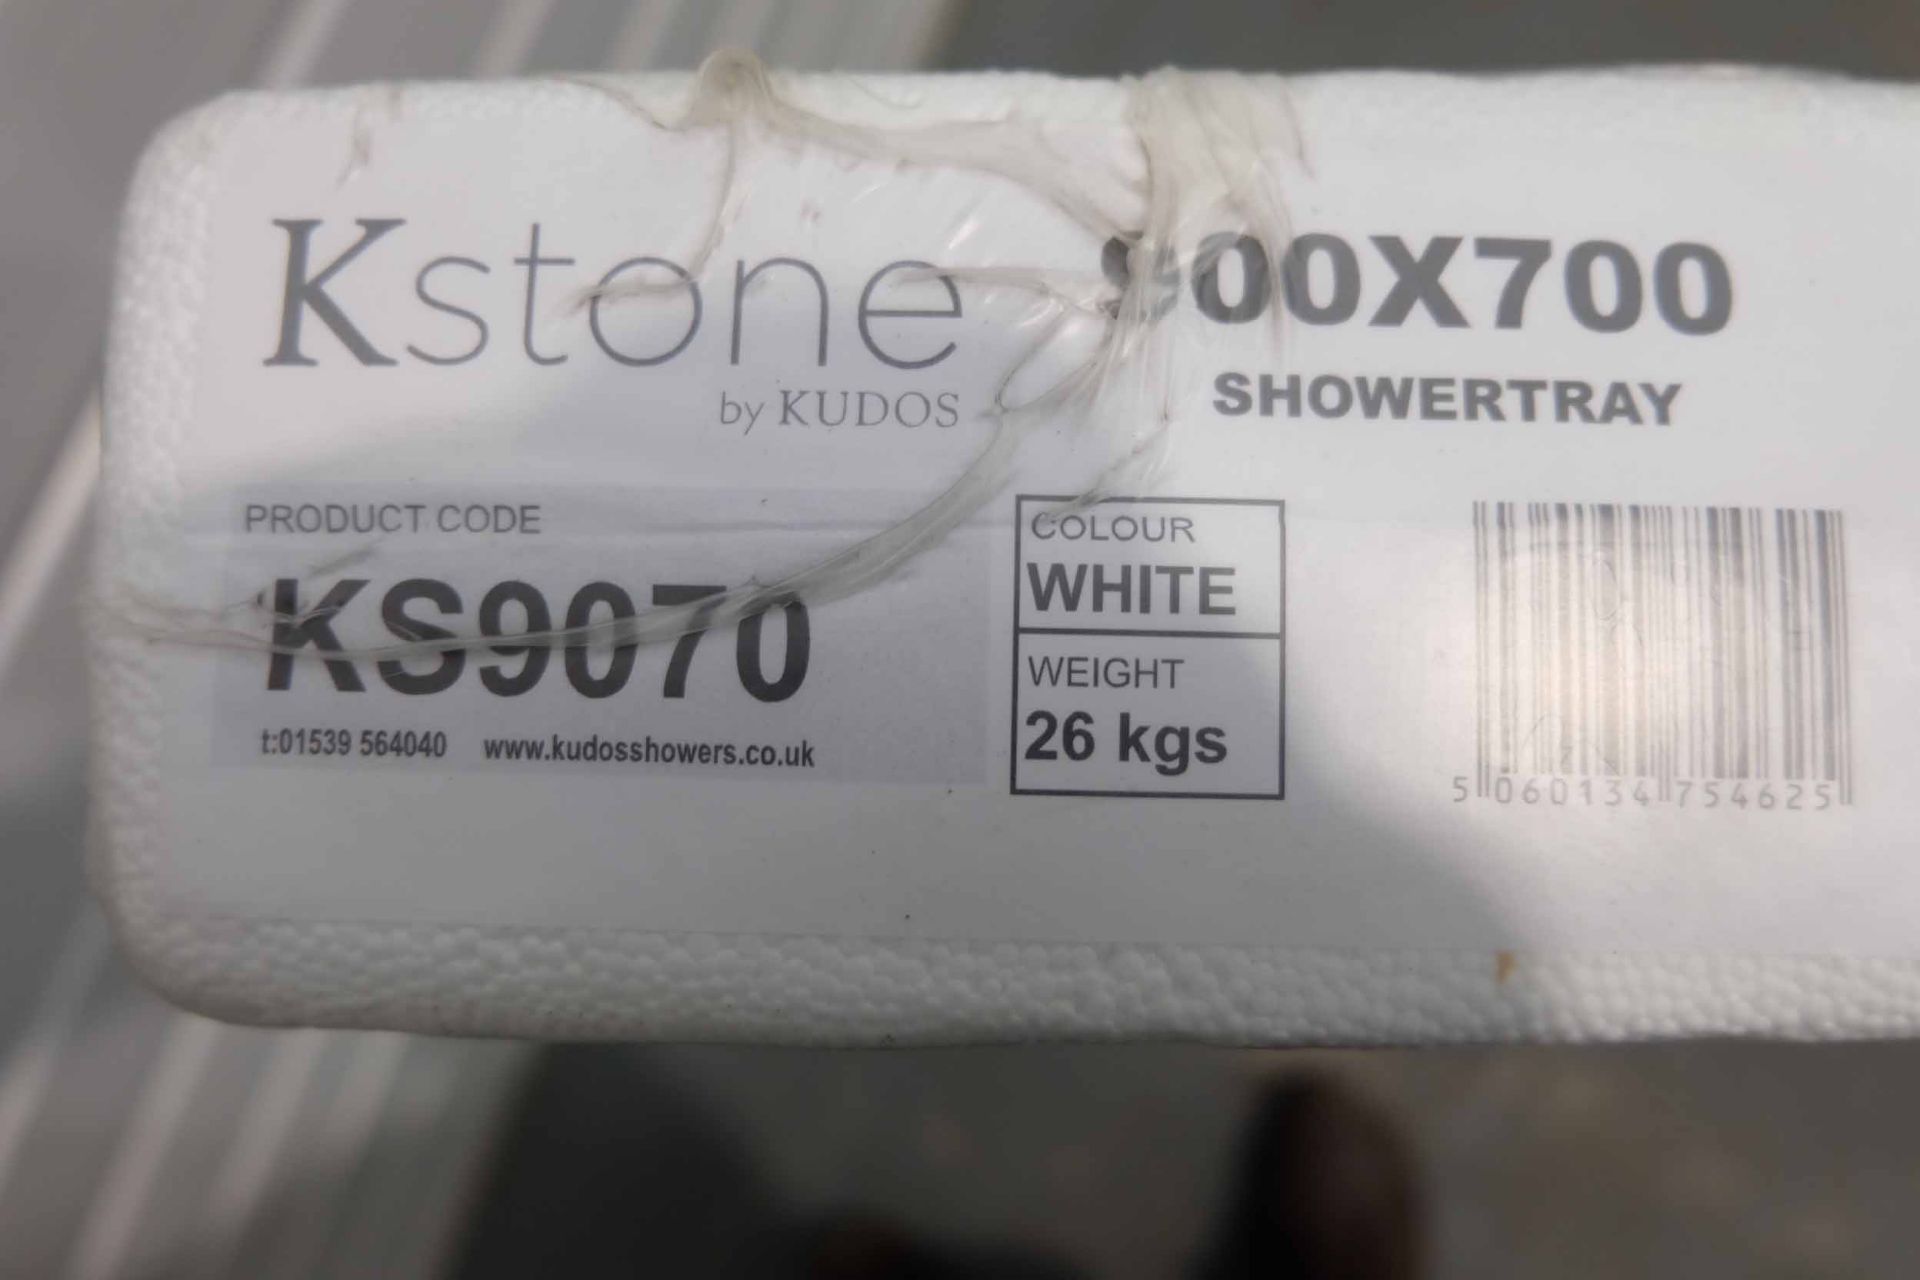 Kstone
by KUDOS
900X700
SHOWERTRAY
PRODUCT CODE
KS9070
t:01539 564040 www.kudosshowers.co.uk
COLOUR
WHITE
WEIGHT
26 kgs
5 060134 754625